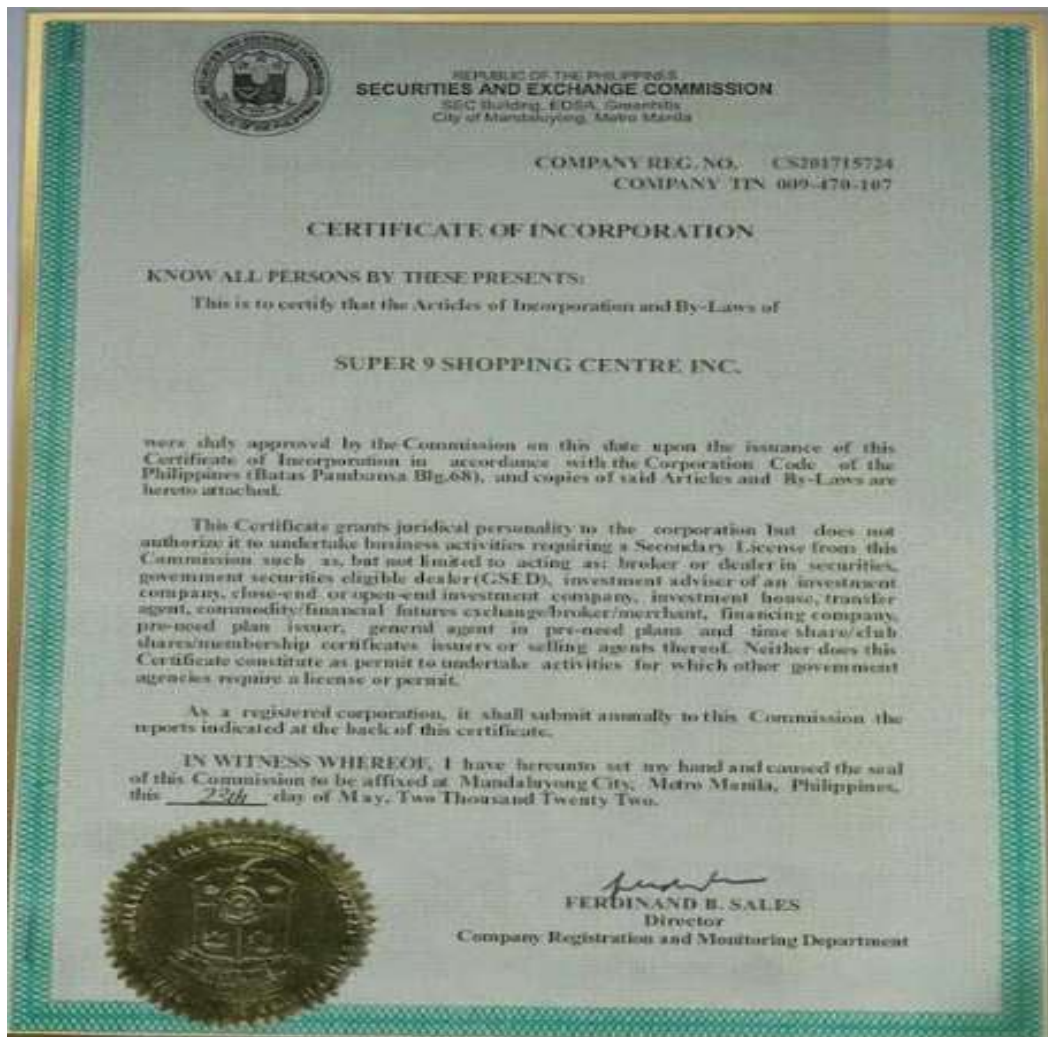 REPUBLIC OF THE PHILIPPINES
SECURITIES AND EXCHANGE COMMISSION
SEC Building, EDSA, Greenhills
City of Mandaluyong, Metro Manila
COMPANY REG. NO. CS201715724
COMPANY TIN 009-470-107
CERTIFICATE OF INCORPORATION
KNOW ALL PERSONS BY THESE PRESENTS:
This is to certify that the Articles of Incorporation and By-Laws of
SUPER 9 SHOPPING CENTRE INC.
were duly approved by the Commission on this date upon the issuance of this
Certificate of Incorporation in accordance with the Corporation Code of the
Philippines (Batas Pambansa Blg.68), and copies of said Articles and By-Laws are
hereto attached.
This Certificate grants juridical personality to the corporation but does not
authorize it to undertake business activities requiring a Secondary License from this
Commission such as, but not limited to acting as: broker or dealer in securities,
government securities eligible dealer (GSED), investment adviser of an investment
company, close-end or open-end investment company, investment house, transfer
agent, commodity/financial futures exchange/broker/merchant, financing company,
pre-need plan issuer, general agent in pre-need plans and time share/club
shares/membership certificates issuers or selling agents thereof. Neither does this
Certificate constitute as permit to undertake activities for which other government
agencies require a license or permit.
As a registered corporation, it shall submit annually to this Commission the
reports indicated at the back of this certificate.
IN WITNESS WHEREOF, I have hereunto set my hand and caused the seal
of this Commission to be affixed at Mandaluyong City, Metro Manila, Philippines,
this day of May, Two Thousand Twenty Two.
FERDINAND B. SALES
Director
Company Registration and Monitoring Department